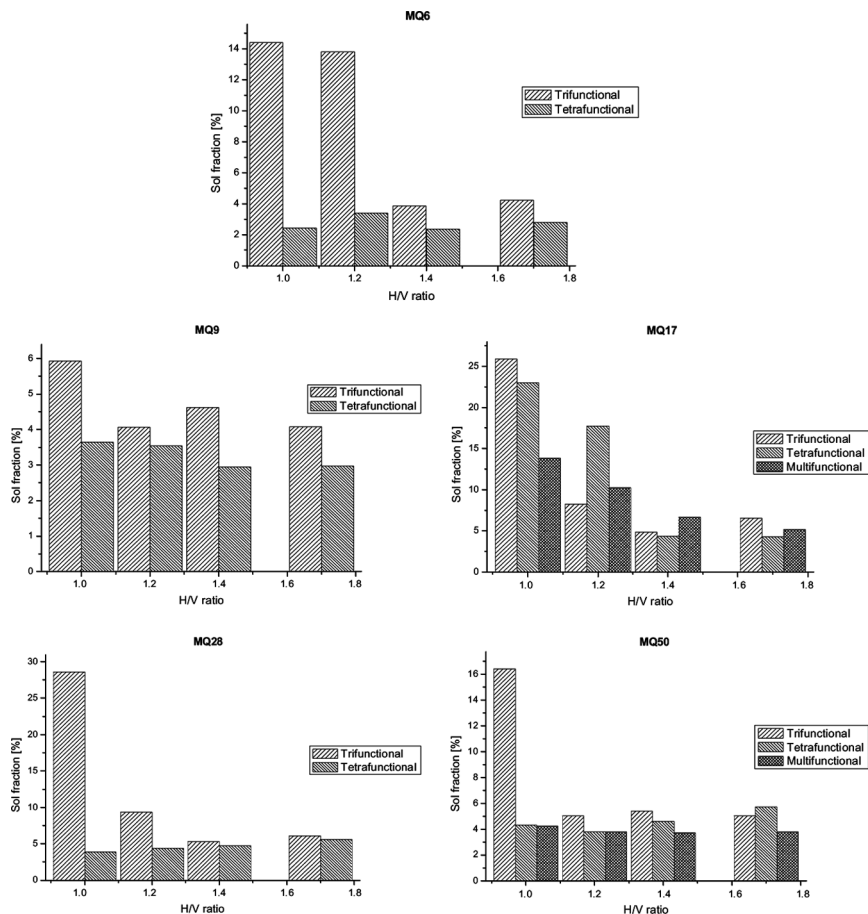 MQ6
14
12
10
8
6
4
2
0
Sol fraction [%]
Trifunctional
Tetrafunctional
1.0 1.2 1.4 1.6 1.8
H/V ratio
MQ9
6
5
4
3
2
1
0
Sol fraction [%]
Trifunctional
Tetrafunctional
1.0 1.2 1.4 1.6 1.8
H/V ratio
MQ17
25
20
15
10
5
0
Sol fraction [%]
Trifunctional
Tetrafunctional
Multifunctional
1.0 1.2 1.4 1.6 1.8
H/V ratio
MQ28
30
25
20
15
10
5
0
Sol fraction [%]
Trifunctional
Tetrafunctional
1.0 1.2 1.4 1.6 1.8
H/V ratio
MQ50
16
14
12
10
8
6
4
2
0
Sol fraction [%]
Trifunctional
Tetrafunctional
Multifunctional
1.0 1.2 1.4 1.6 1.8
H/V ratio